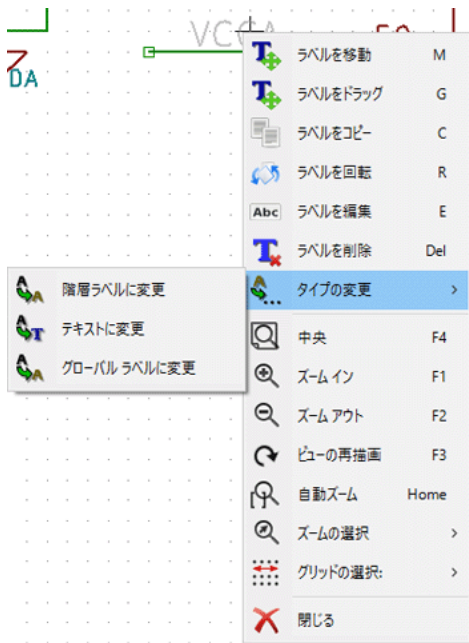 VCCA
DA
ラベルを移動 M
ラベルをドラッグ G
ラベルをコピー C
ラベルを回転 R
Abc ラベルを編集 E
ラベルを削除 Del
タイプの変更
階層ラベルに変更
テキストに変更
グローバル ラベルに変更
中央 F4
ズーム イン F1
ズーム アウト F2
ビューの再描画 F3
自動ズーム Home
ズームの選択
グリッドの選択:
閉じる